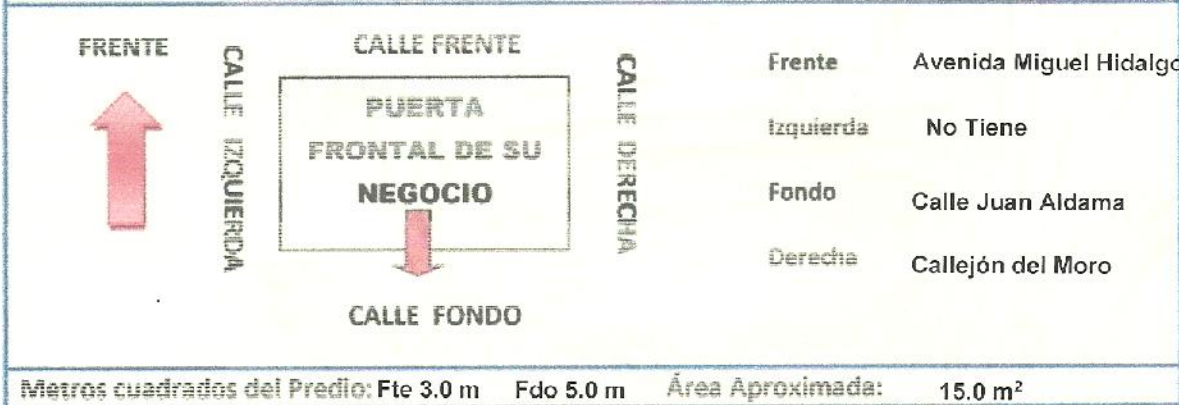 FRENTE
CALLE IZQUIERDA
CALLE FRENTE
PUERTA
FRONTAL DE SU
NEGOCIO
CALLE FONDO
CALLE DERECHA
Frente Avenida Miguel Hidalgo
Izquierda No Tiene
Fondo Calle Juan Aldama
Derecha Callejón del Moro
Metros cuadrados del Predio: Fte 3.0 m Fdo 5.0 m Área Aproximada: 15.0 m²